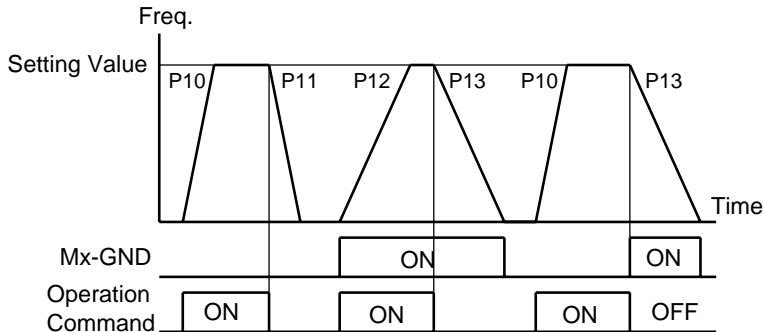 Freq.
Setting Value
P10 P11 P12 P13 P10 P13
Time
Mx-GND ON ON
Operation
Command ON ON ON OFF